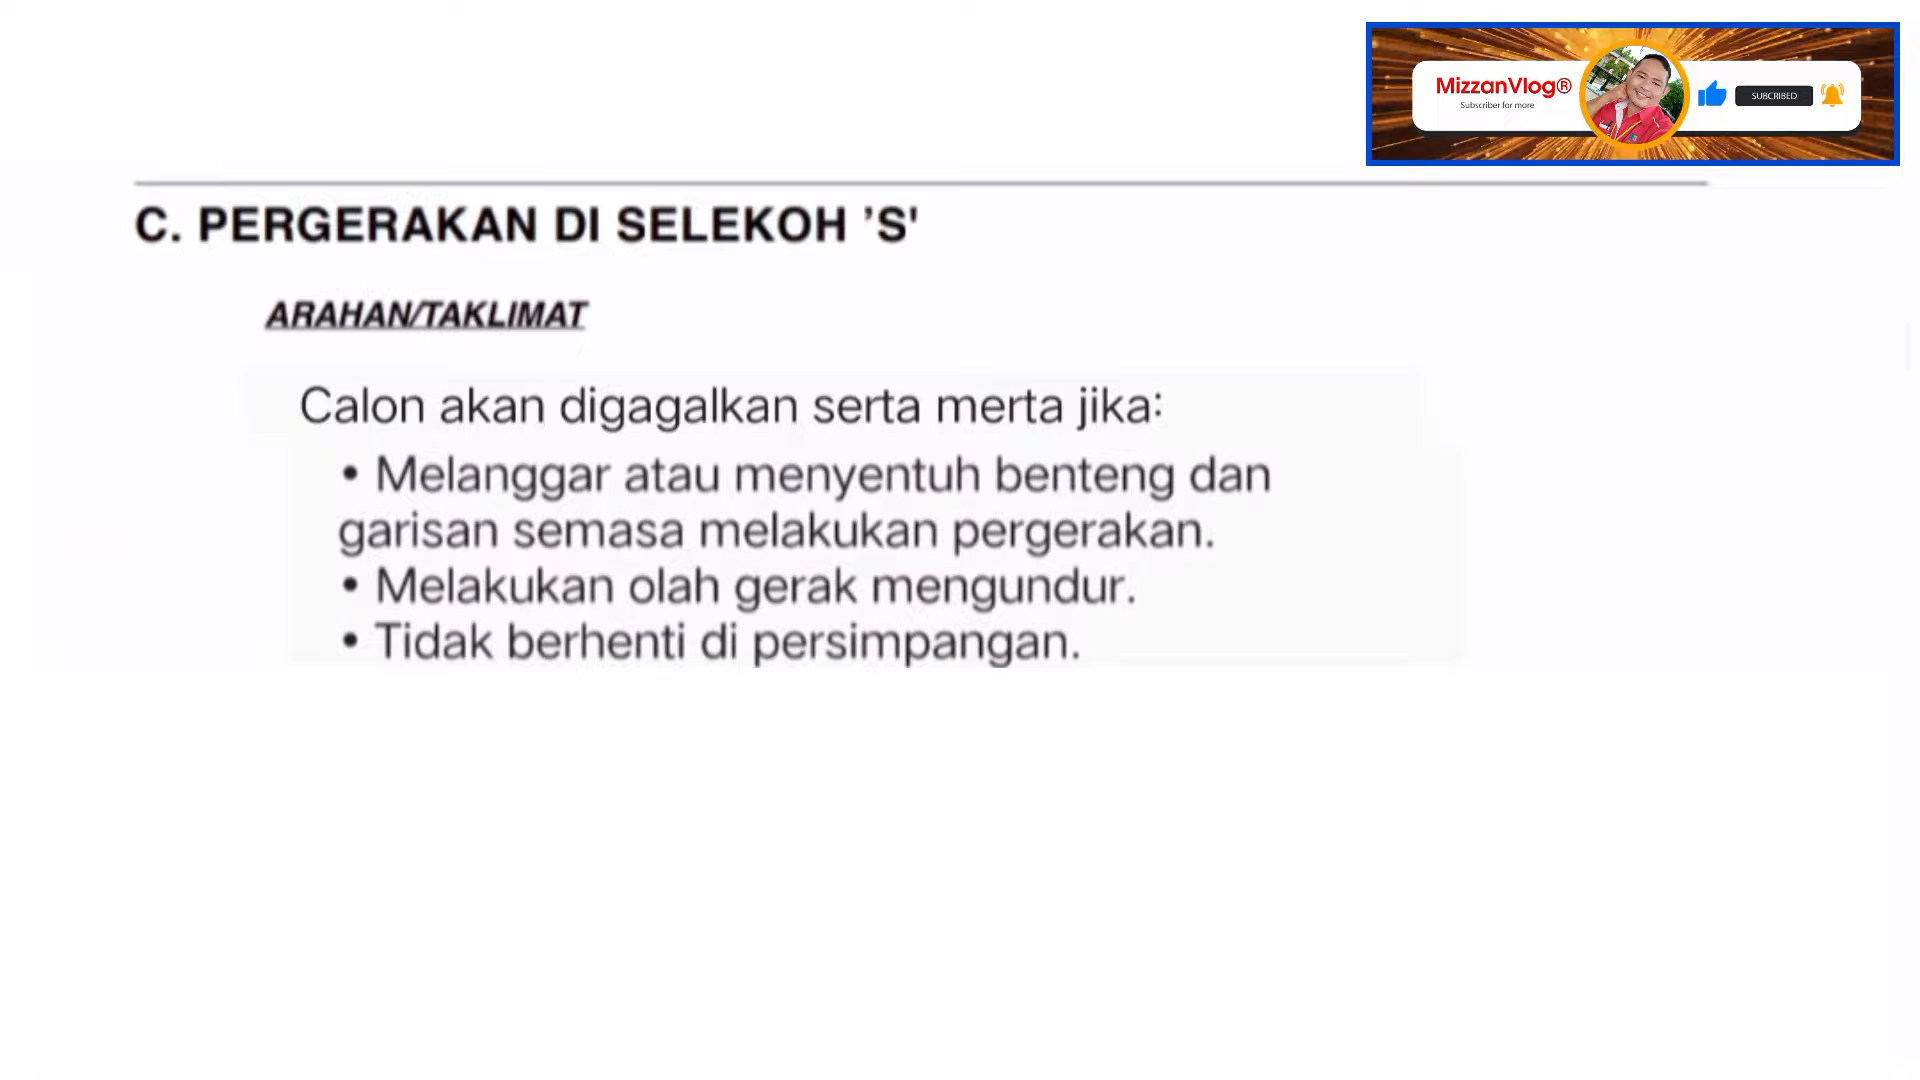 MizzanVlog®
Subscriber for more
SUBCRIBED
C. PERGERAKAN DI SELEKOH ’S'
ARAHAN/TAKLIMAT
Calon akan digagalkan serta merta jika:
• Melanggar atau menyentuh benteng dan
garisan semasa melakukan pergerakan.
• Melakukan olah gerak mengundur.
• Tidak berhenti di persimpangan.